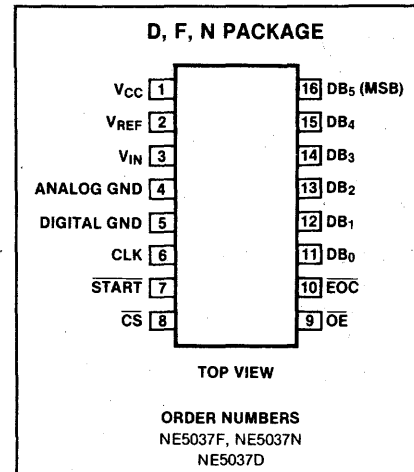 D, F, N PACKAGE
VCC 1
16 DB5 (MSB)
VREF 2
15 DB4
VIN 3
14 DB3
ANALOG GND 4
13 DB2
DIGITAL GND 5
12 DB1
CLK 6
11 DB0
START 7
10 EOC
CS 8
9 OE
TOP VIEW
ORDER NUMBERS
NE5037F, NE5037N
NE5037D